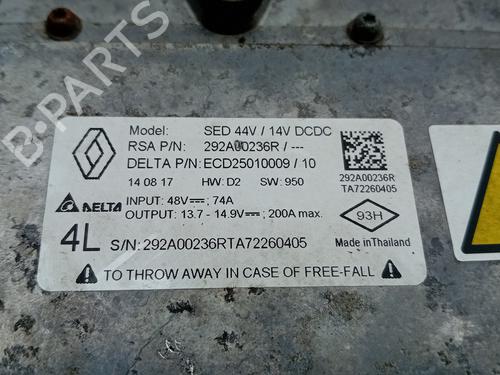 Model: SED 44V / 14V DCDC
RSA P/N: 292A00236R / ---
DELTA P/N: ECD25010009 / 10
14 08 17 HW: D2 SW: 950
292A00236R
TA72260405
DELTA INPUT: 48V⎓; 74A
OUTPUT: 13.7 - 14.9V⎓; 200A max.
93H
4L S/N: 292A00236RTA72260405
Made in Thailand
TO THROW AWAY IN CASE OF FREE-FALL
B-PARTS